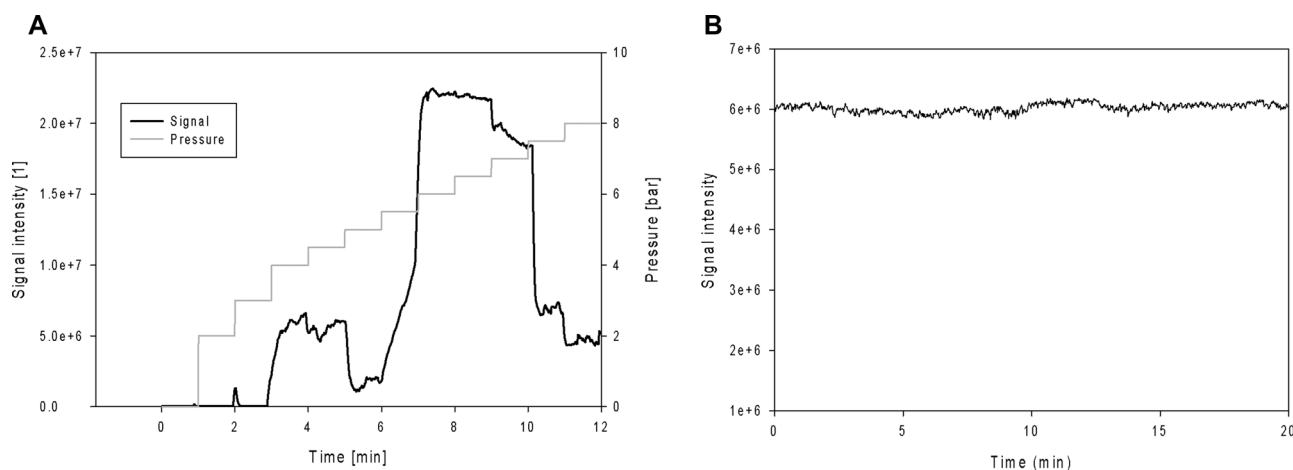 A
2.5e+7
2.0e+7
1.5e+7
1.0e+7
5.0e+6
0.0
Signal intensity [1]
Signal
Pressure
10
8
6
4
2
0
Pressure [bar]
0 2 4 6 8 10 12
Time [min]
B
7e+6
6e+6
5e+6
4e+6
3e+6
2e+6
1e+6
Signal intensity
0 5 10 15 20
Time (min)